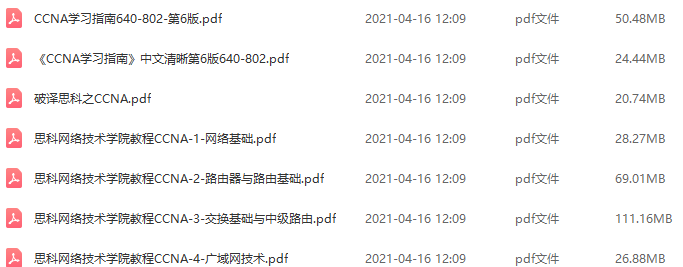 CCNA学习指南640-802-第6版.pdf 2021-04-16 12:09 pdf文件 50.48MB
《CCNA学习指南》中文清晰第6版640-802.pdf 2021-04-16 12:09 pdf文件 24.44MB
破译思科之CCNA.pdf 2021-04-16 12:09 pdf文件 20.74MB
思科网络技术学院教程CCNA-1-网络基础.pdf 2021-04-16 12:09 pdf文件 28.27MB
思科网络技术学院教程CCNA-2-路由器与路由基础.pdf 2021-04-16 12:09 pdf文件 69.01MB
思科网络技术学院教程CCNA-3-交换基础与中级路由.pdf 2021-04-16 12:09 pdf文件 111.16MB
思科网络技术学院教程CCNA-4-广域网技术.pdf 2021-04-16 12:09 pdf文件 26.88MB